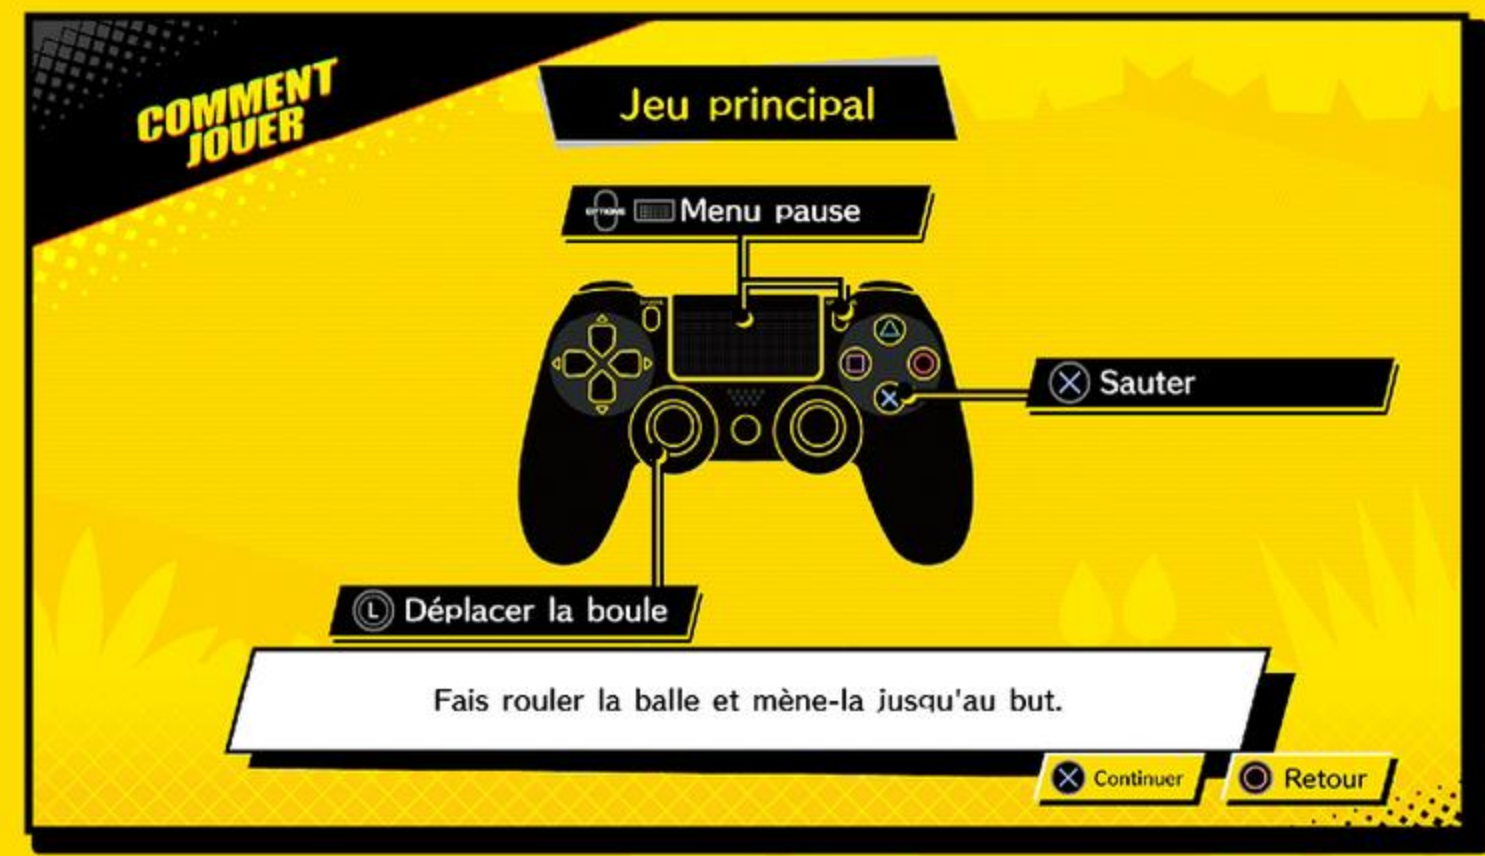 COMMENT
JOUER
Jeu principal
OPTIONS Menu pause
Sauter
L Déplacer la boule
Fais rouler la balle et mène-la jusqu'au but.
Continuer
Retour